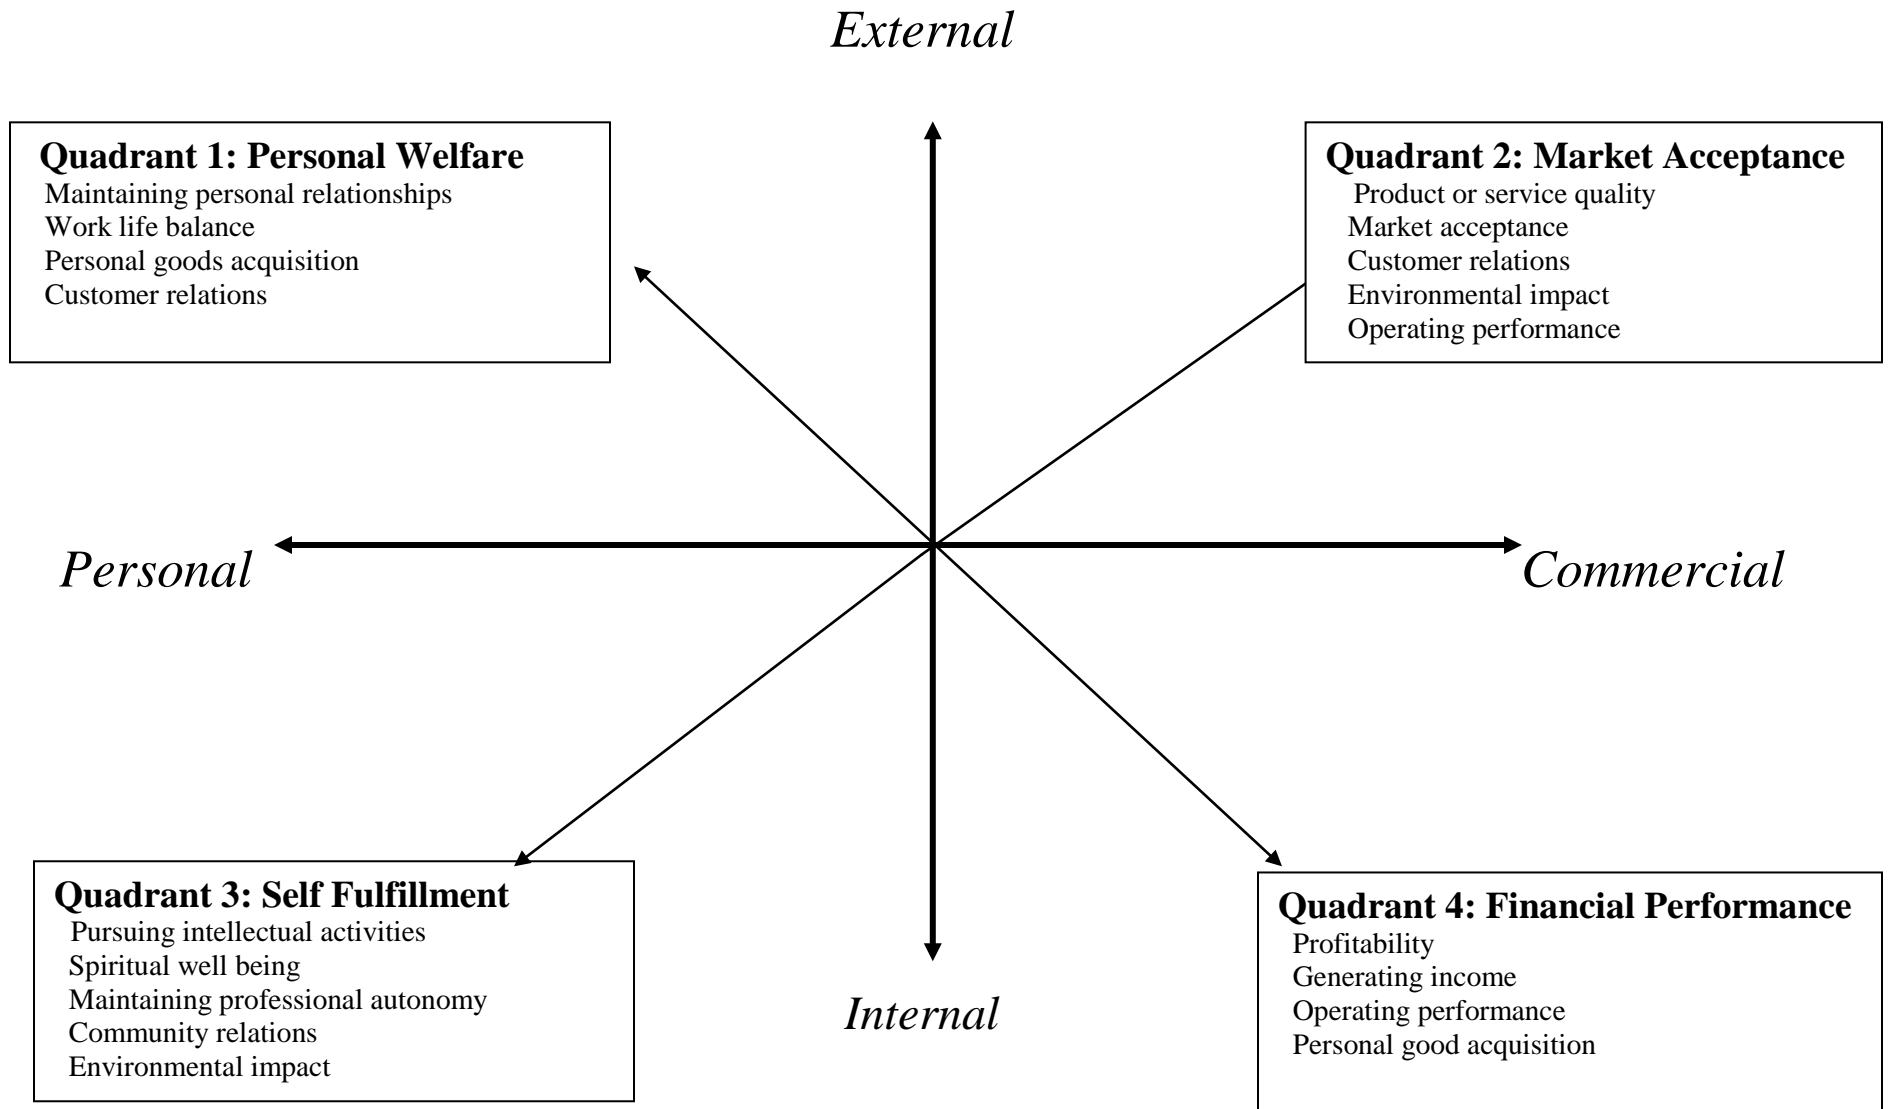 External
Quadrant 1: Personal Welfare
Maintaining personal relationships
Work life balance
Personal goods acquisition
Customer relations
Quadrant 2: Market Acceptance
Product or service quality
Market acceptance
Customer relations
Environmental impact
Operating performance
Personal
Commercial
Quadrant 3: Self Fulfillment
Pursuing intellectual activities
Spiritual well being
Maintaining professional autonomy
Community relations
Environmental impact
Internal
Quadrant 4: Financial Performance
Profitability
Generating income
Operating performance
Personal good acquisition